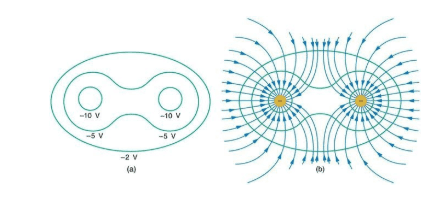 –10 V –10 V
–5 V –5 V
–2 V
(a) (b)